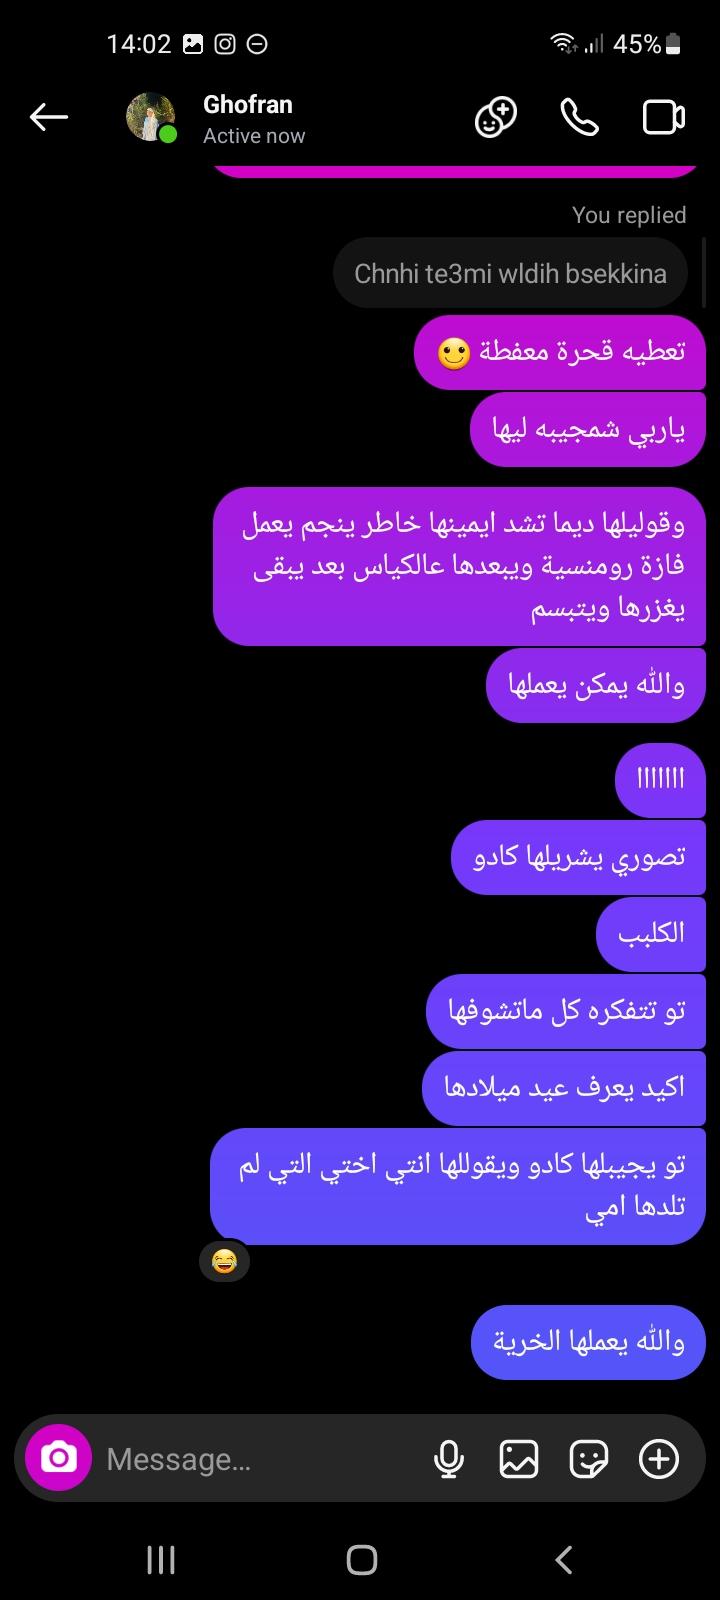 14:02
45%
Ghofran
Active now
You replied
Chnhi te3mi wldih bsekkina
تعطيه قحرة معفطة 🙂
ياربي شمجيبه ليها
وقوليلها ديما تشد ايمينها خاطر ينجم يعمل
فازة رومنسية ويبعدها عالكياس بعد يبقى
يغزرها ويتبسم
والله يمكن يعملها
ااااااا
تصوري يشريلها كادو
الكلبب
تو تتفكره كل ماتشوفها
اكيد يعرف عيد ميلادها
تو يجيبلها كادو ويقوللها انتي اختي التي لم
تلدها امي
😂
والله يعملها الخرية
Message...